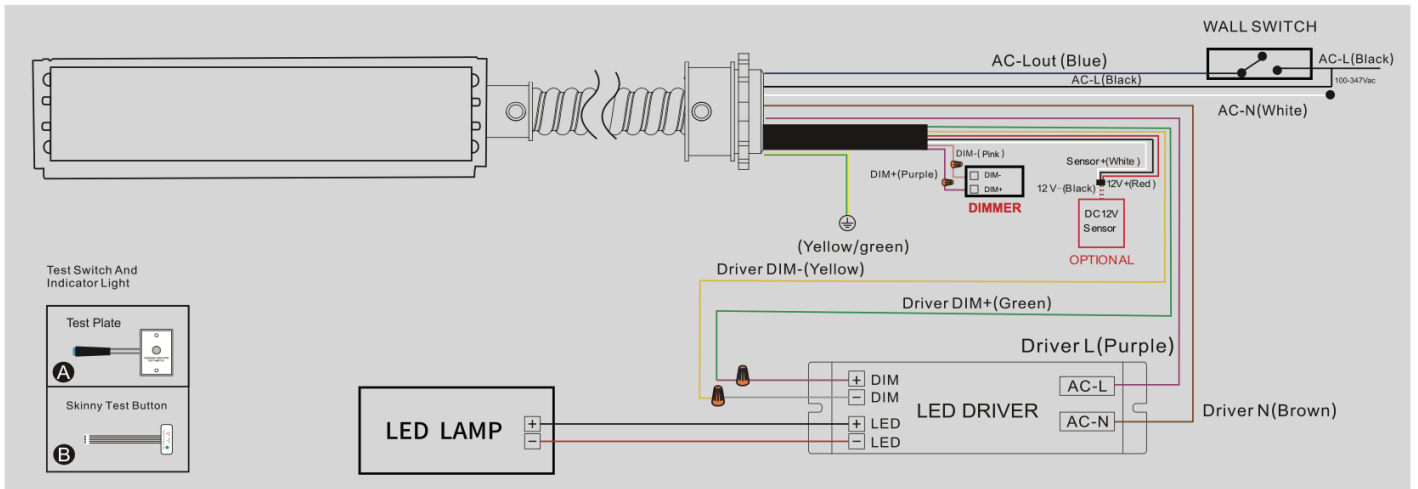 WALL SWITCH
AC-Lout (Blue)
AC-L(Black)
AC-L(Black)
100-347Vac
AC-N(White)
DIM-(Pink)
DIM+(Purple)
DIM-
DIM+
DIMMER
Sensor+(White)
12V-(Black)
12V+(Red)
DC12V
Sensor
OPTIONAL
(Yellow/green)
Driver DIM-(Yellow)
Driver DIM+(Green)
Driver L(Purple)
Test Switch And
Indicator Light
Test Plate
A
Skinny Test Button
B
LED LAMP
+
−
+ DIM
− DIM
+ LED
− LED
LED DRIVER
AC-L
AC-N
Driver N(Brown)